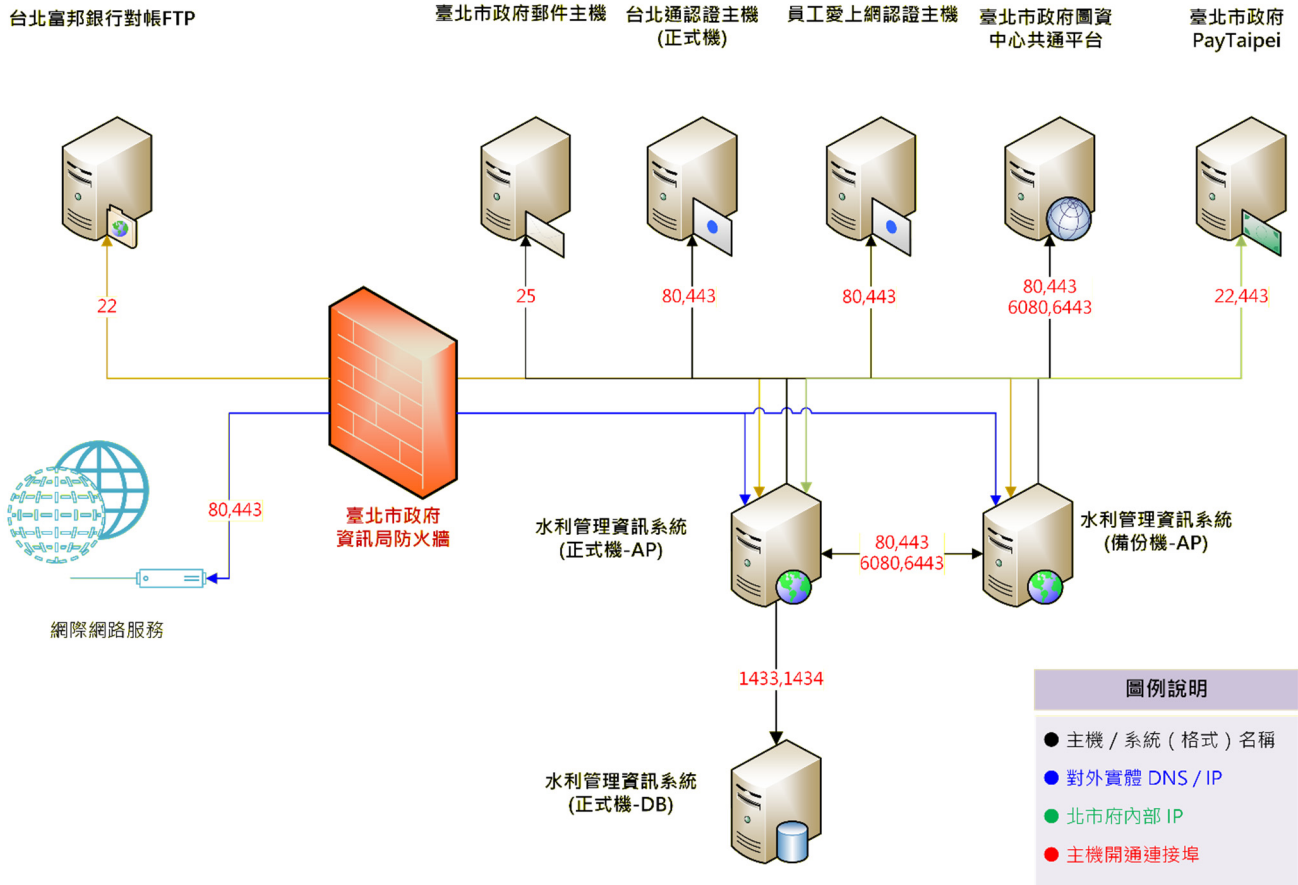 台北富邦銀行對帳FTP
臺北市政府郵件主機
台北通認證主機
(正式機)
員工愛上網認證主機
臺北市政府圖資
中心共通平台
臺北市政府
PayTaipei
22
25
80,443
80,443
80,443
6080,6443
22,443
80,443
臺北市政府
資訊局防火牆
水利管理資訊系統
(正式機-AP)
80,443
6080,6443
水利管理資訊系統
(備份機-AP)
網際網路服務
1433,1434
水利管理資訊系統
(正式機-DB)
圖例說明
主機 / 系統 ( 格式 ) 名稱
對外實體 DNS / IP
北市府內部 IP
主機開通連接埠